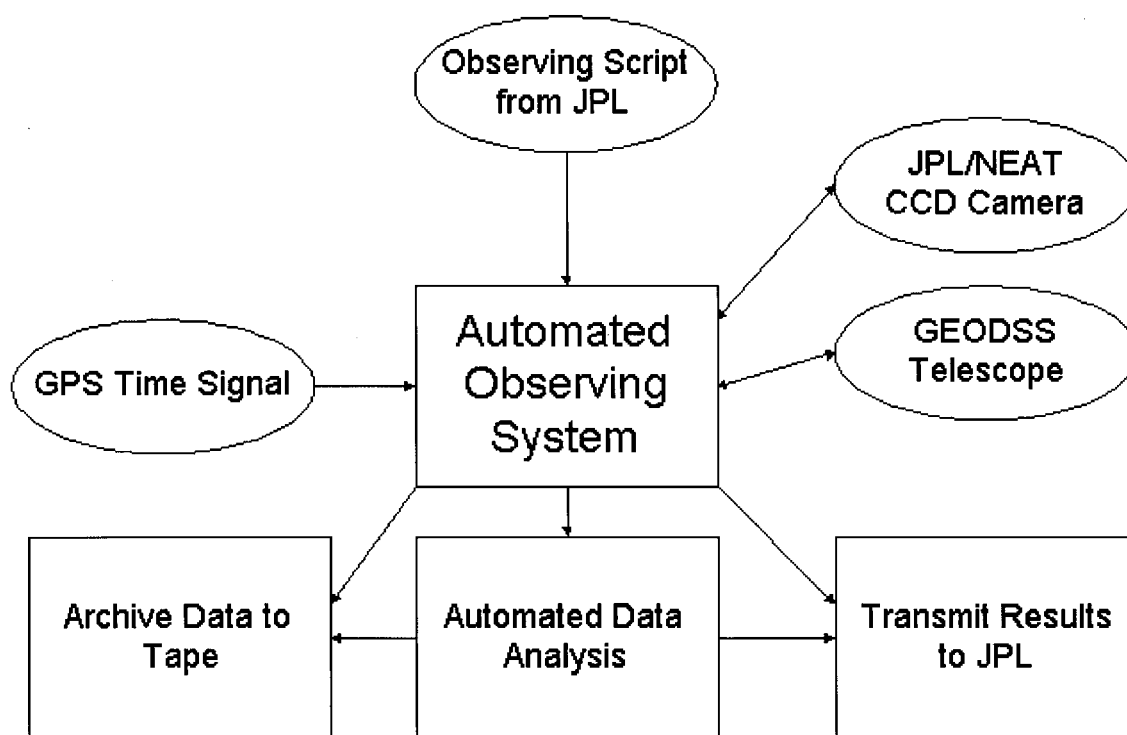 Observing Script
from JPL
JPL/NEAT
CCD Camera
GPS Time Signal
Automated
Observing
System
GEODSS
Telescope
Archive Data to
Tape
Automated Data
Analysis
Transmit Results
to JPL